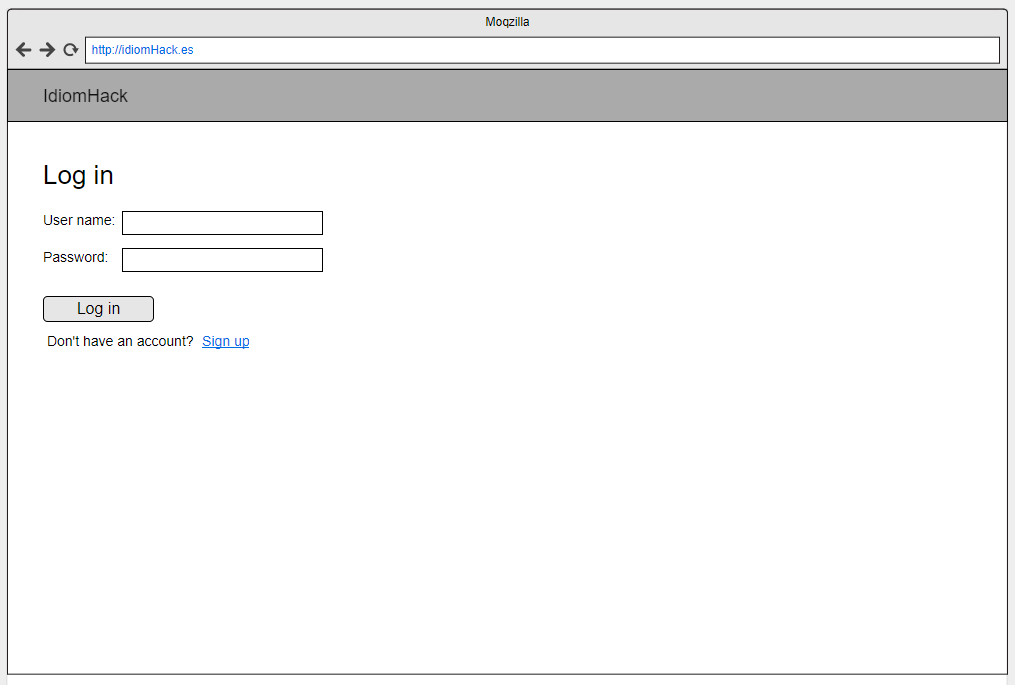 Moqzilla
http://idiomHack.es
IdiomHack
Log in
User name:
Password:
Log in
Don't have an account? Sign up